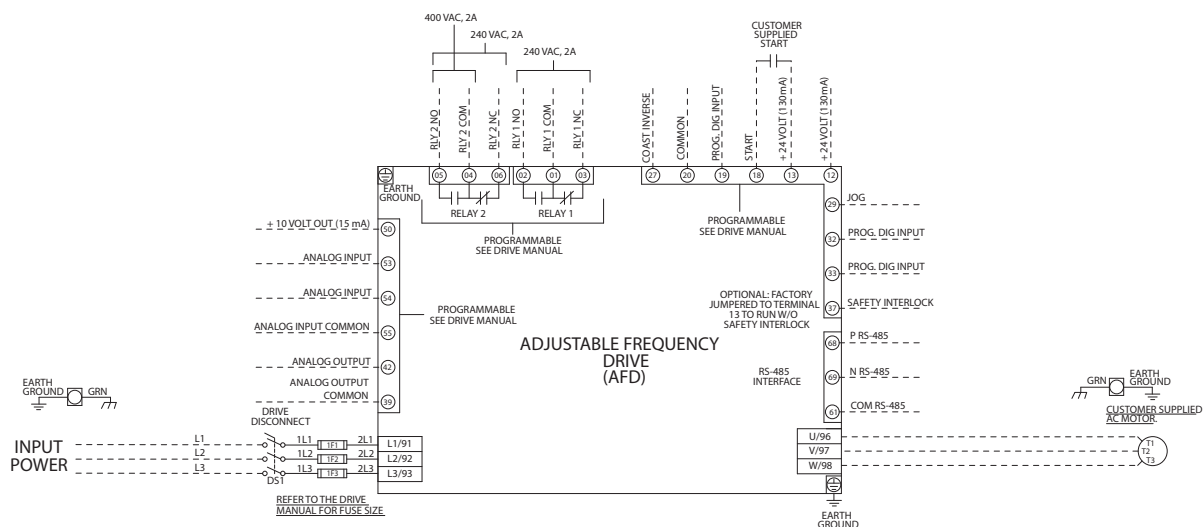 400 VAC, 2A
240 VAC, 2A
240 VAC, 2A
CUSTOMER
SUPPLIED
START
RLY 2 NO
RLY 2 COM
RLY 2 NC
RLY 1 NO
RLY 1 COM
RLY 1 NC
COAST INVERSE
COMMON
PROG. DIG INPUT
START
+ 24 VOLT (130mA)
+ 24 VOLT (130mA)
05
04
06
02
01
03
27
20
19
18
13
12
EARTH
GROUND
RELAY 2
RELAY 1
PROGRAMMABLE
SEE DRIVE MANUAL
PROGRAMMABLE
SEE DRIVE MANUAL
29
JOG
32
PROG. DIG INPUT
33
PROG. DIG INPUT
37
SAFETY INTERLOCK
OPTIONAL: FACTORY
JUMPERED TO TERMINAL
13 TO RUN W/O
SAFETY INTERLOCK
+ 10 VOLT OUT (15 mA)
50
ANALOG INPUT
53
ANALOG INPUT
54
ANALOG INPUT COMMON
55
ANALOG OUTPUT
42
ANALOG OUTPUT
COMMON
39
PROGRAMMABLE
SEE DRIVE MANUAL
ADJUSTABLE FREQUENCY
DRIVE
(AFD)
68
P RS-485
69
N RS-485
61
COM RS-485
RS-485
INTERFACE
EARTH
GROUND
GRN
GRN
EARTH
GROUND
CUSTOMER SUPPLIED
AC MOTOR.
DRIVE
DISCONNECT
INPUT
POWER
L1
1L1
1F1
2L1
L1/91
L2
1L2
1F2
2L2
L2/92
L3
1L3
1F3
2L3
L3/93
DS1
REFER TO THE DRIVE
MANUAL FOR FUSE SIZE
U/96
V/97
W/98
T1
T2
T3
EARTH
GROUND